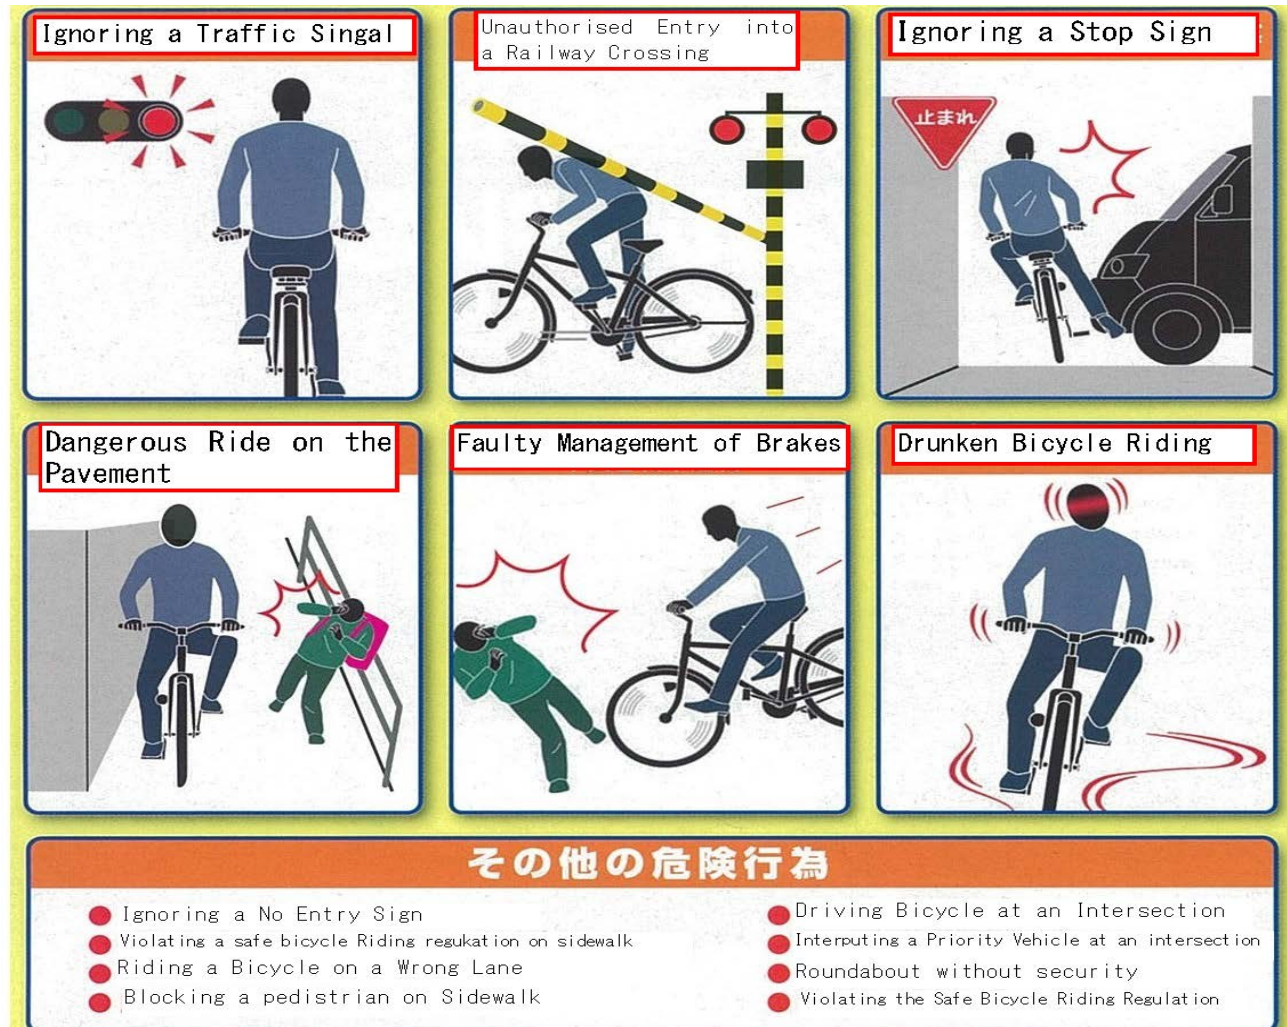 Ignoring a Traffic Singal
Unauthorised Entry into
a Railway Crossing
Ignoring a Stop Sign
止まれ
Dangerous Ride on the
Pavement
Faulty Management of Brakes
Drunken Bicycle Riding
その他の危険行為
Ignoring a No Entry Sign
Violating a safe bicycle Riding regukation on sidewalk
Riding a Bicycle on a Wrong Lane
Blocking a pedistrian on Sidewalk
Driving Bicycle at an Intersection
Interputing a Priority Vehicle at an intersection
Roundabout without security
Violating the Safe Bicycle Riding Regulation